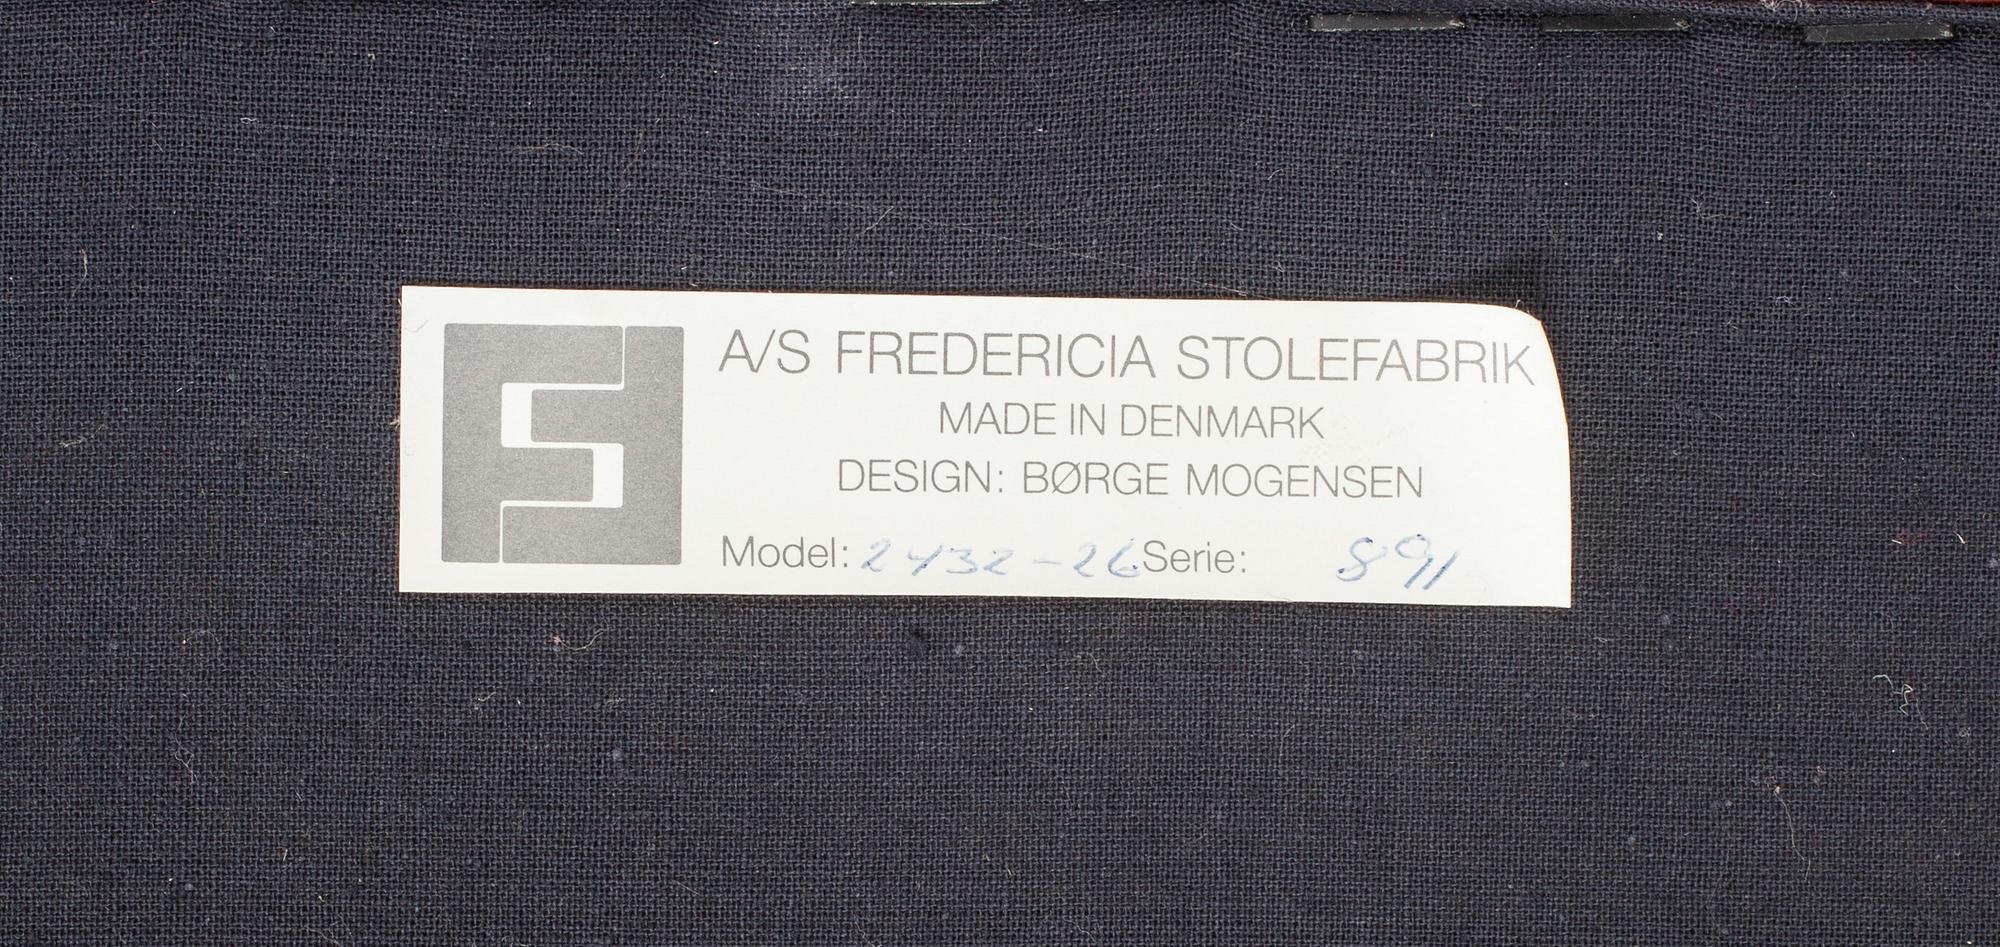 A/S FREDERICIA STOLEFABRIK
MADE IN DENMARK
DESIGN: BØRGE MOGENSEN
Model: 2432-26 Serie: 891